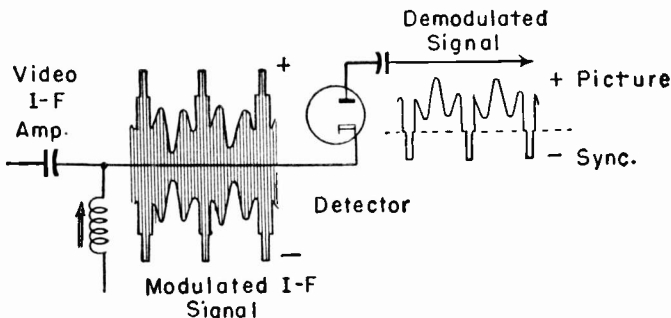 Demodulated
Signal
Video
I-F
Amp.
+
+ Picture
- Sync.
Detector
-
Modulated I-F
Signal